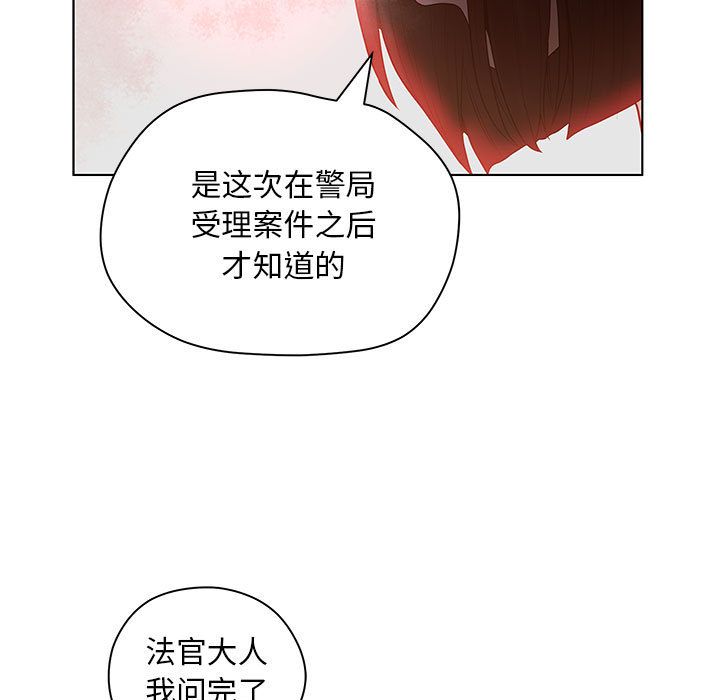 是这次在警局
受理案件之后
才知道的
法官大人
我问完了